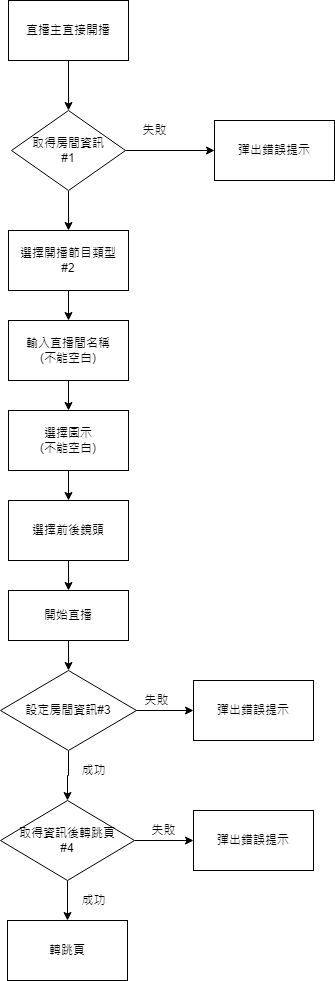 直播主直接開播
取得房間資訊
#1
失敗
彈出錯誤提示
選擇開播節目類型
#2
輸入直播間名稱
(不能空白)
選擇圖示
(不能空白)
選擇前後鏡頭
開始直播
設定房間資訊#3
失敗
彈出錯誤提示
成功
取得資訊後轉跳頁
#4
失敗
彈出錯誤提示
成功
轉跳頁